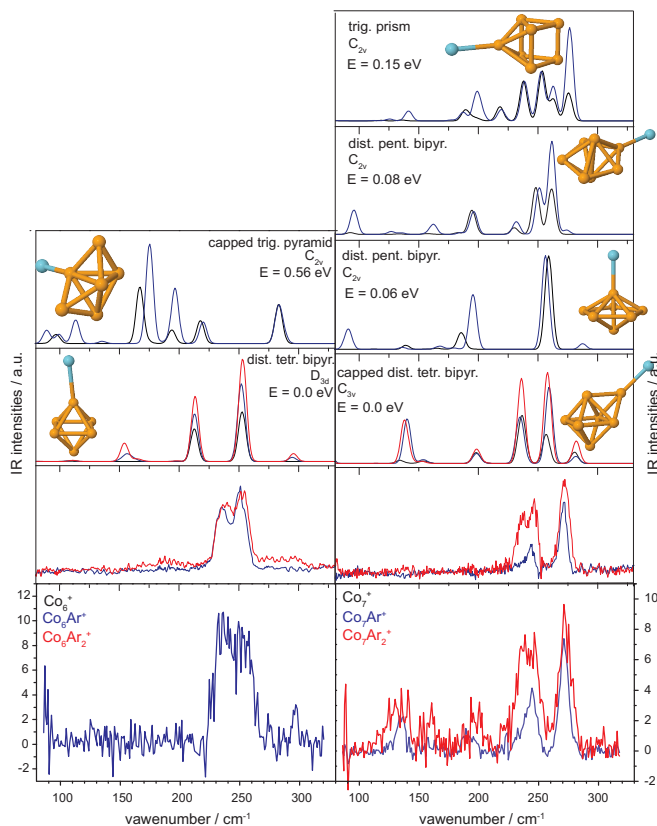 trig. prism
C2v
E = 0.15 eV
dist. pent. bipyr.
C2v
E = 0.08 eV
capped trig. pyramid
C2v
E = 0.56 eV
dist. pent. bipyr.
C2v
E = 0.06 eV
dist. tetr. bipyr.
D3d
E = 0.0 eV
capped dist. tetr. bipyr.
C3v
E = 0.0 eV
IR intensities / a.u.
IR intensities / a.u.
Co6+
Co6Ar+
Co6Ar2+
12
10
8
6
4
2
0
-2
Co7+
Co7Ar+
Co7Ar2+
10
8
6
4
2
0
-2
100 150 200 250 300
100 150 200 250 300
vawenumber / cm-1
vawenumber / cm-1